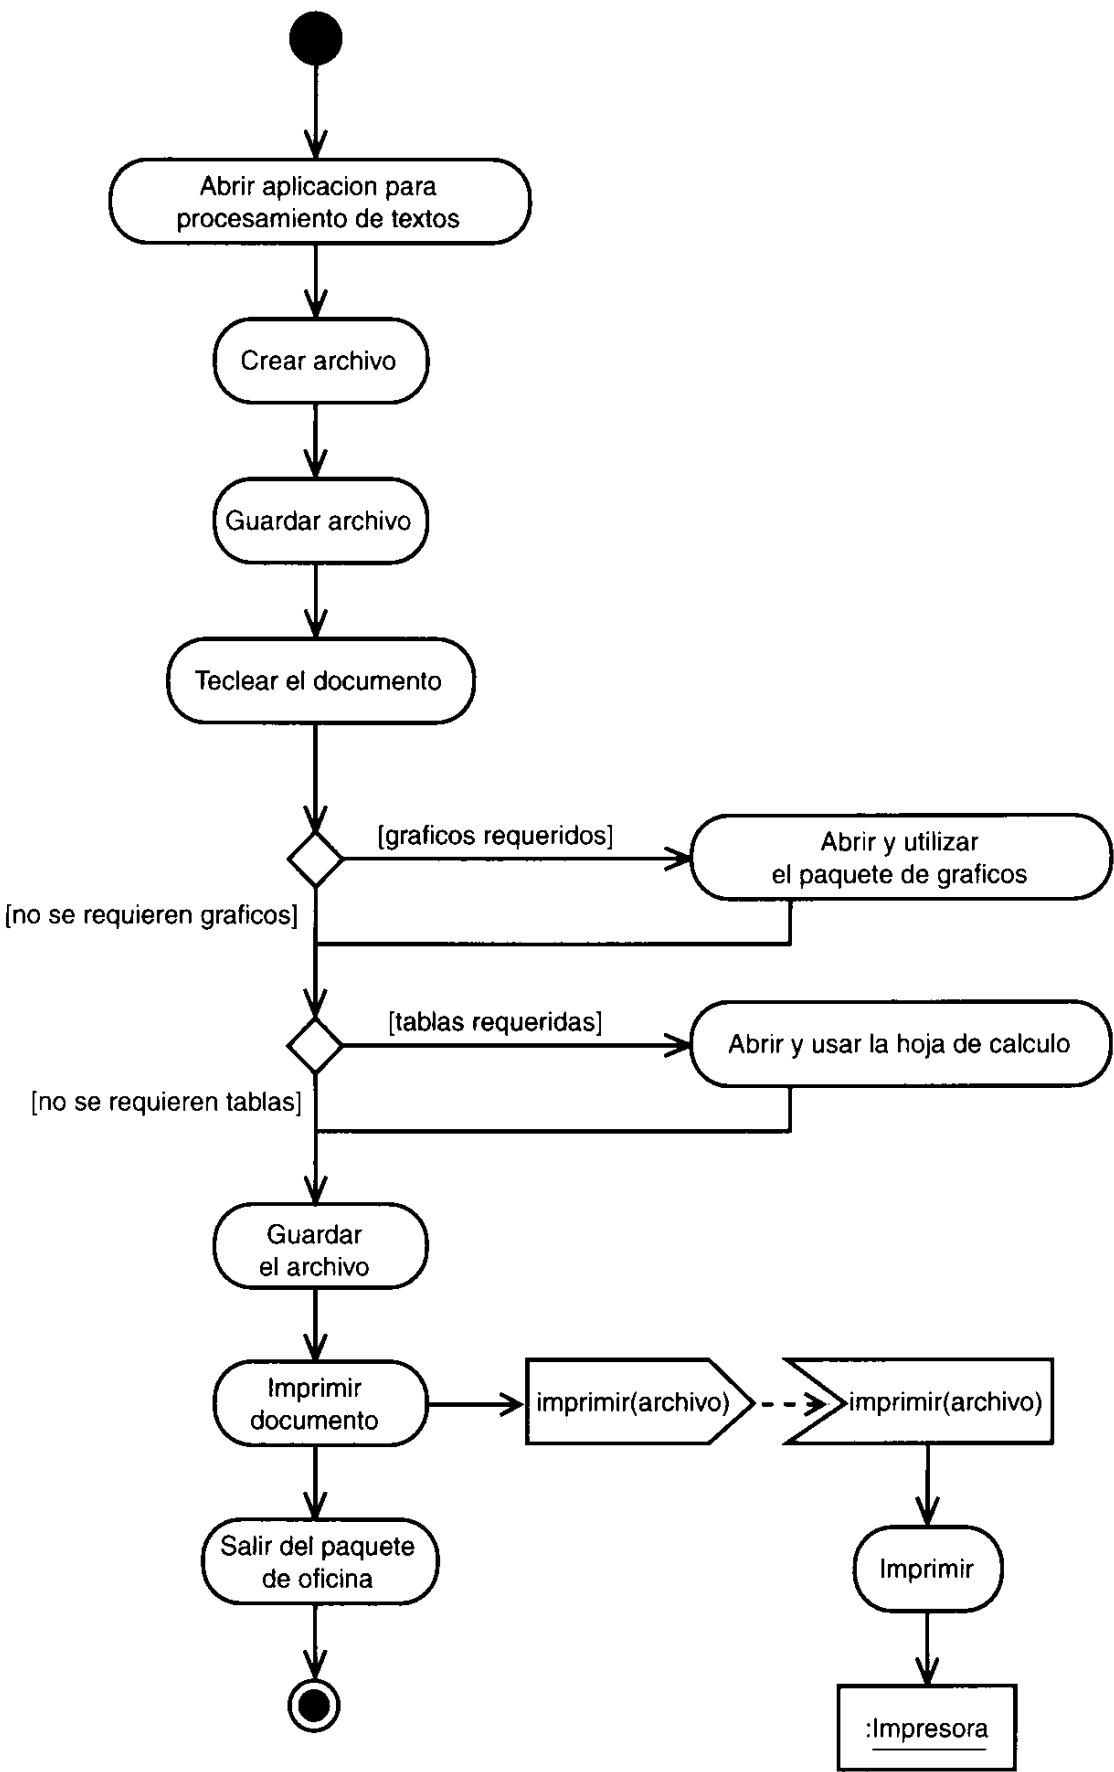 Abrir aplicacion para
procesamiento de textos
Crear archivo
Guardar archivo
Teclear el documento
[graficos requeridos]
Abrir y utilizar
el paquete de graficos
[no se requieren graficos]
[tablas requeridas]
Abrir y usar la hoja de calculo
[no se requieren tablas]
Guardar
el archivo
Imprimir
documento
imprimir(archivo)
imprimir(archivo)
Salir del paquete
de oficina
Imprimir
:Impresora